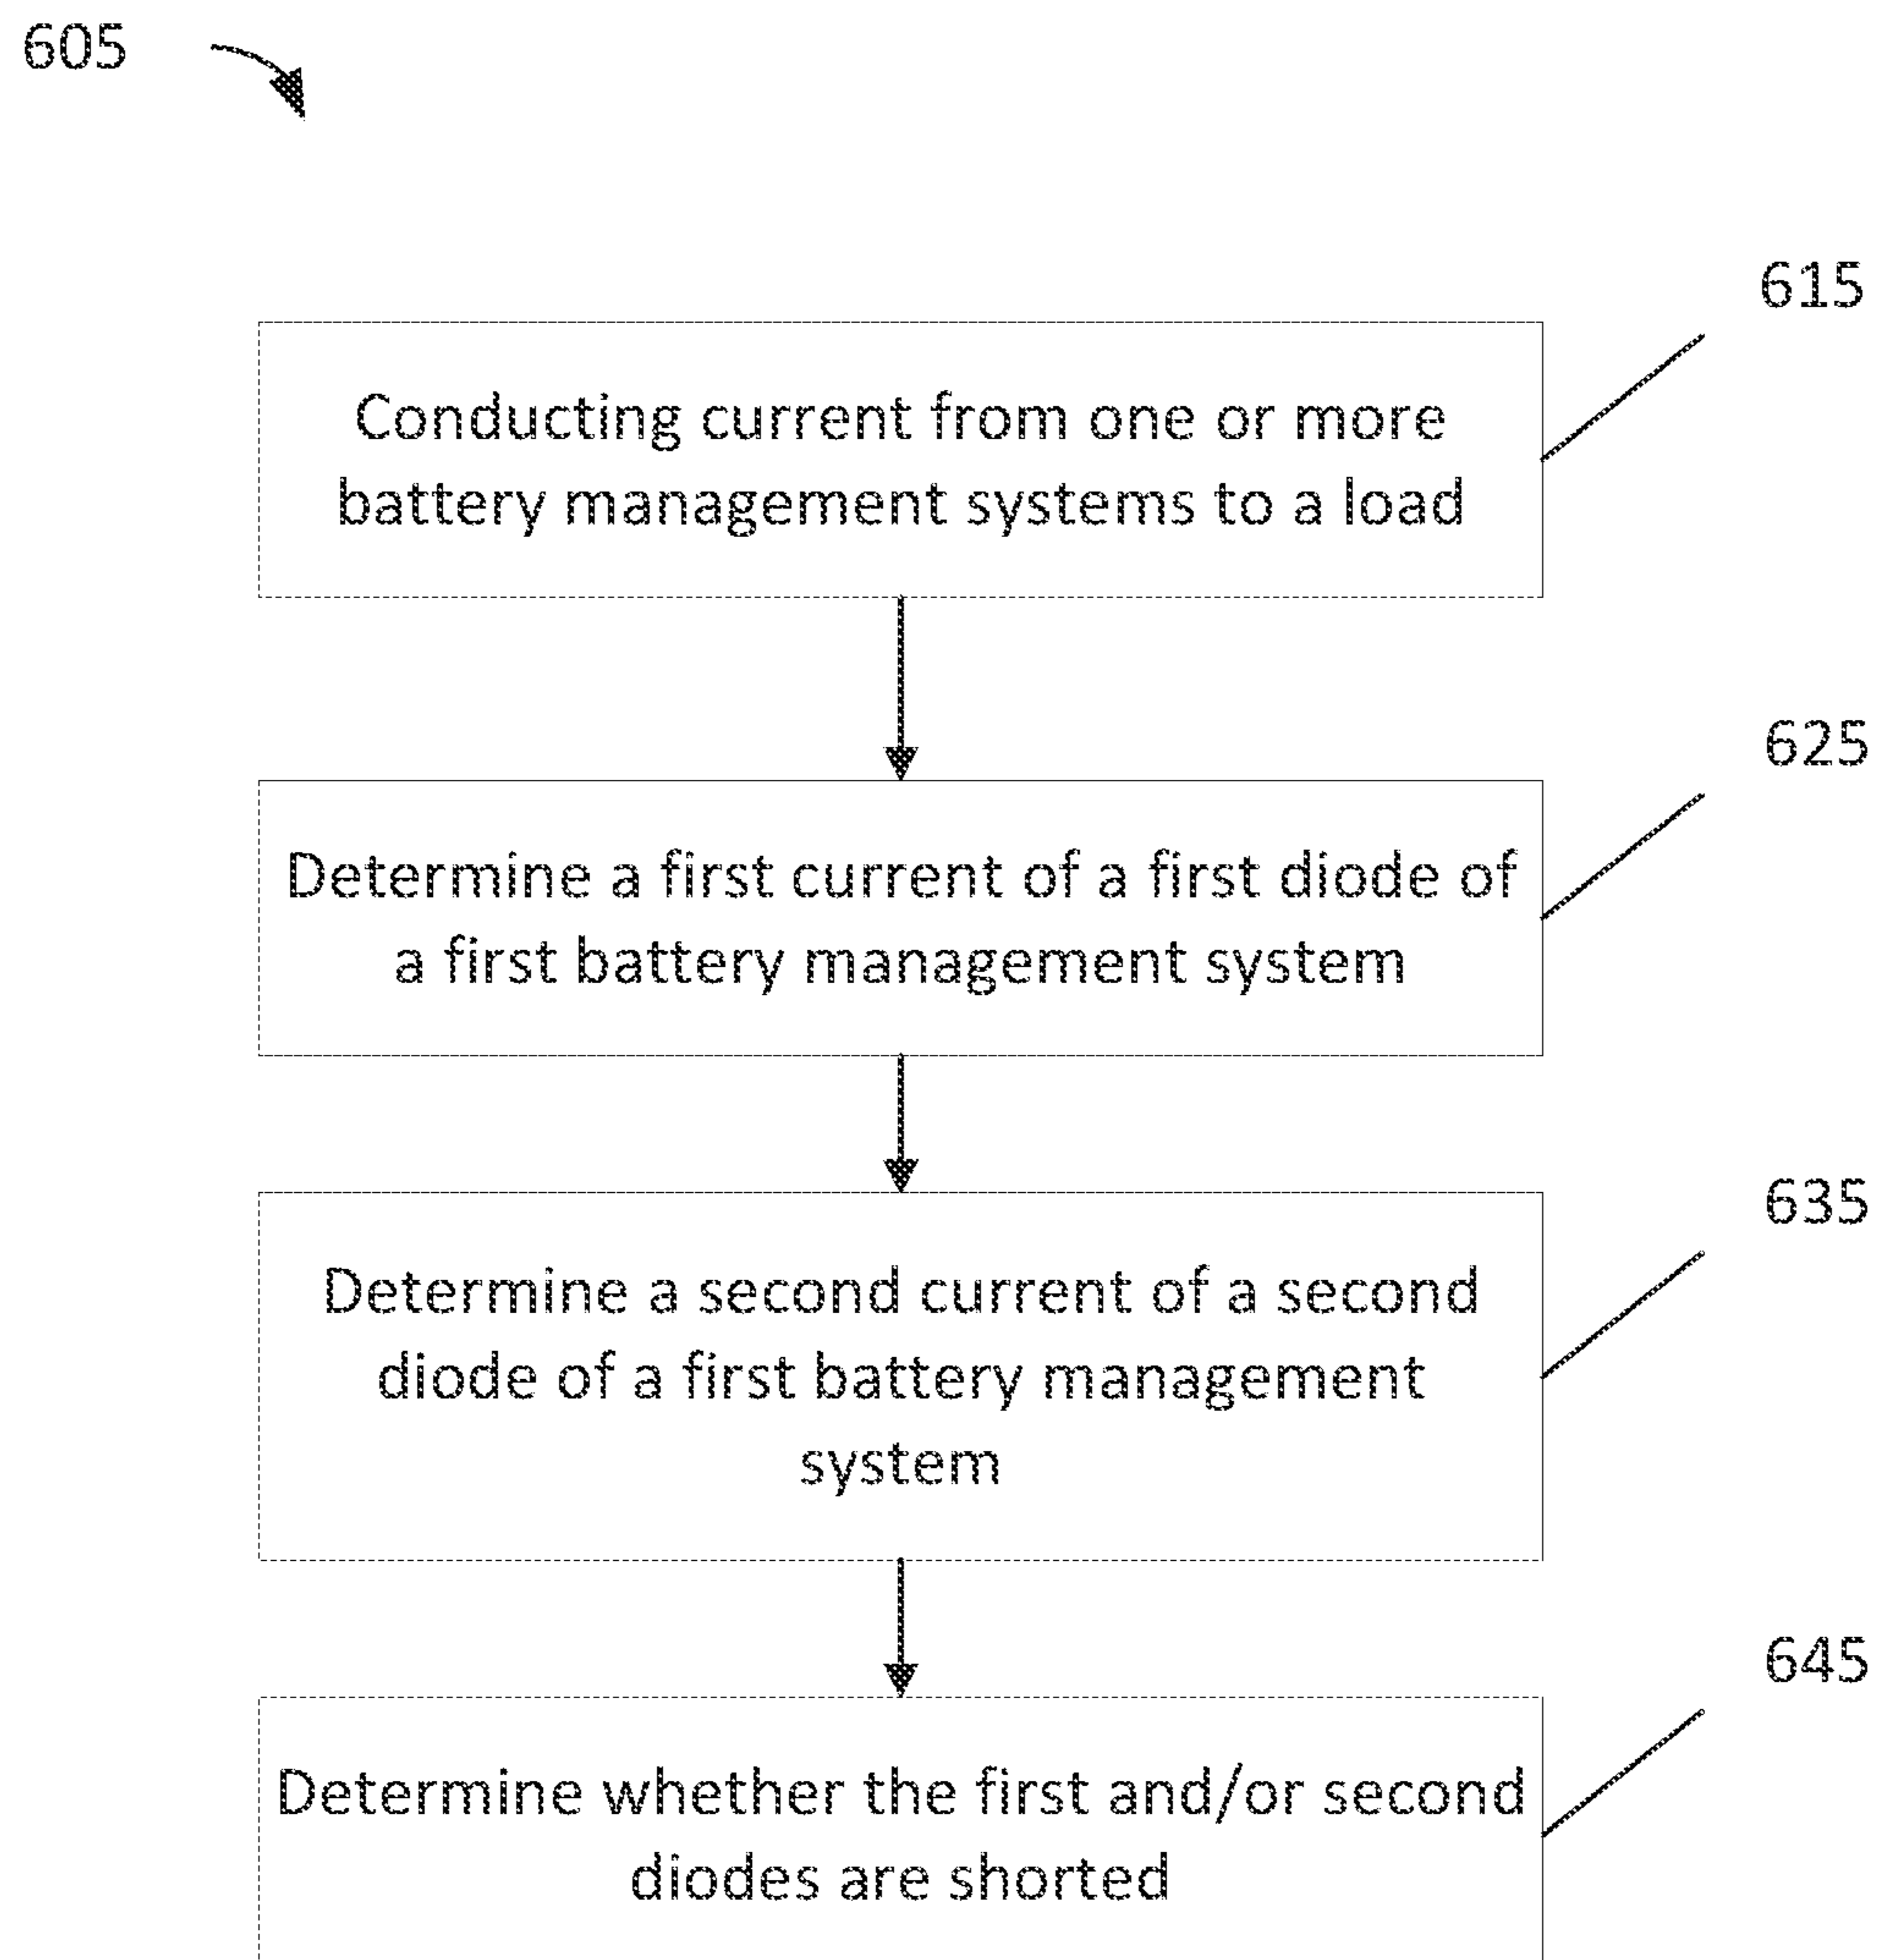 605
615
Conducting current from one or more
battery management systems to a load
625
Determine a first current of a first diode of
a first battery management system
635
Determine a second current of a second
diode of a first battery management
system
645
Determine whether the first and/or second
diodes are shorted